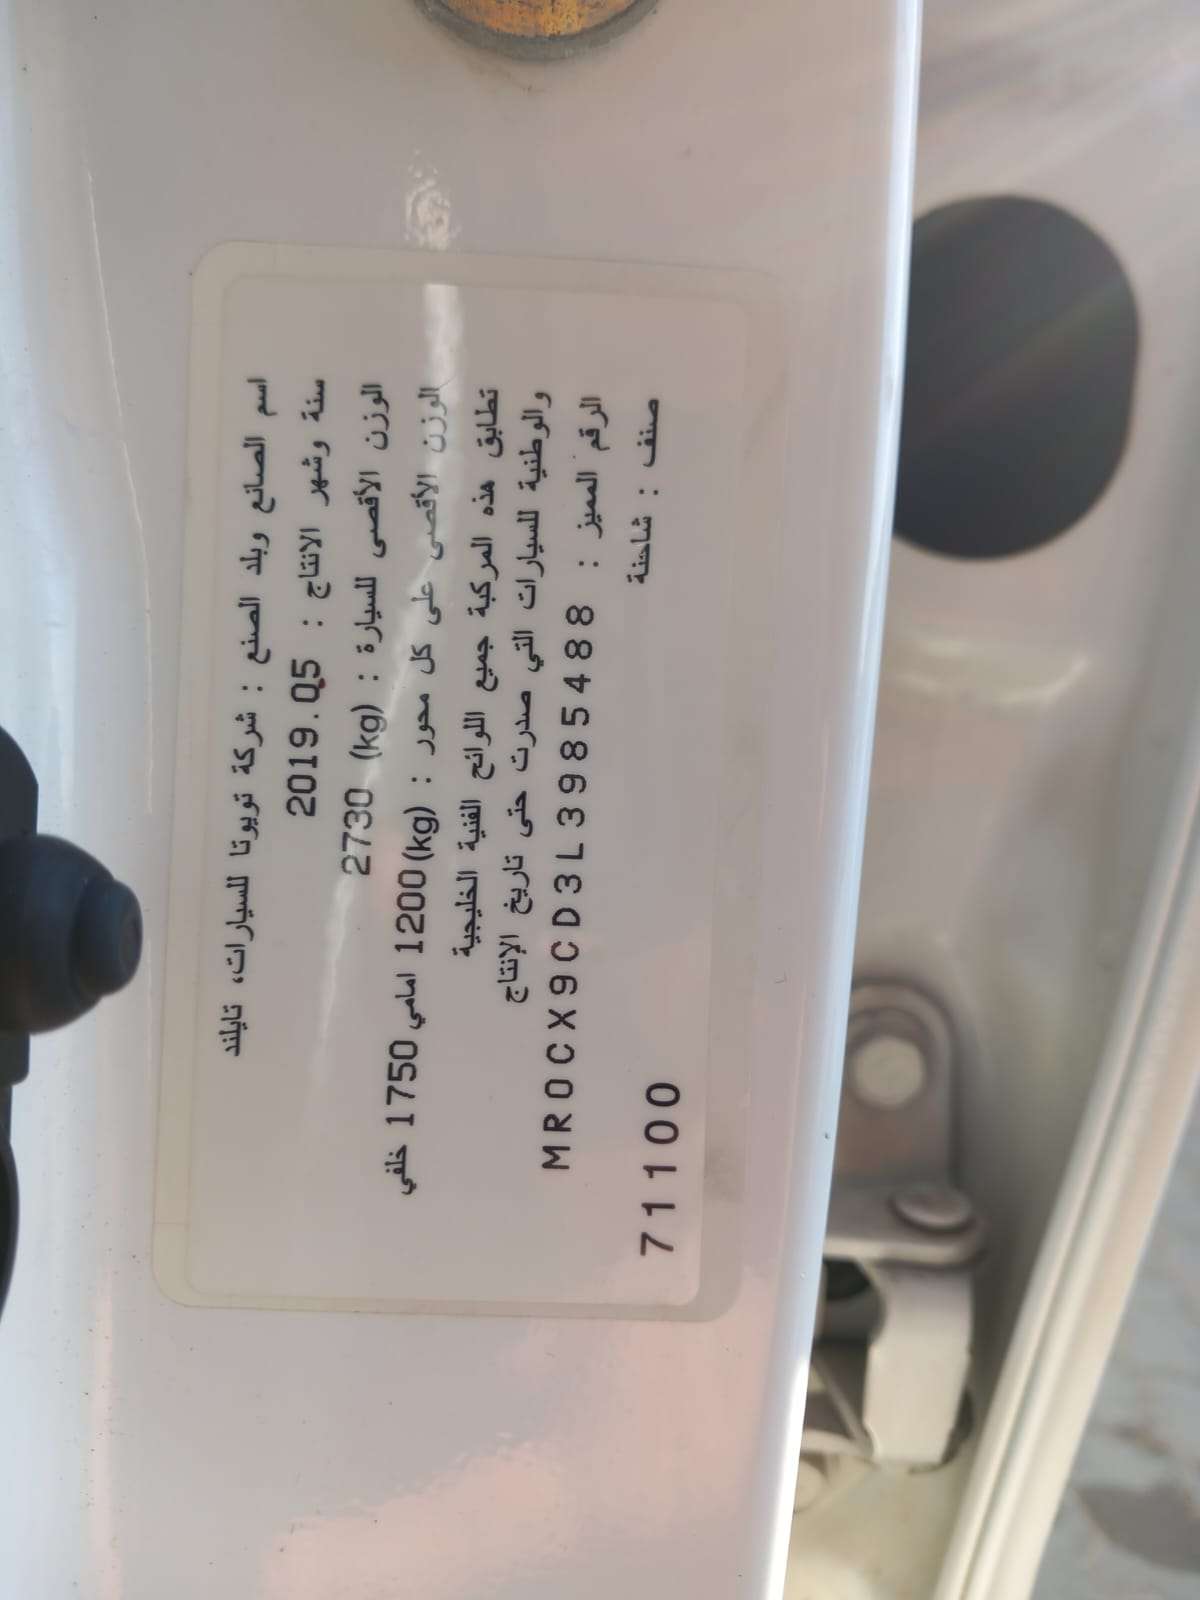 اسم الصانع وبلد الصنع : شركة تويوتا للسيارات، تايلند
سنة وشهر الانتاج : 2019.05
الوزن الأقصى للسيارة : (kg) 2730
الوزن الأقصى على كل محور : (kg) 1200 امامي 1750 خلفي
تطابق هذه المركبة جميع اللوائح الفنية الخليجية
والوطنية للسيارات التي صدرت حتى تاريخ الإنتاج
الرقم المميز : MR0CX9CD3L3985488
صنف : شاحنة
71100